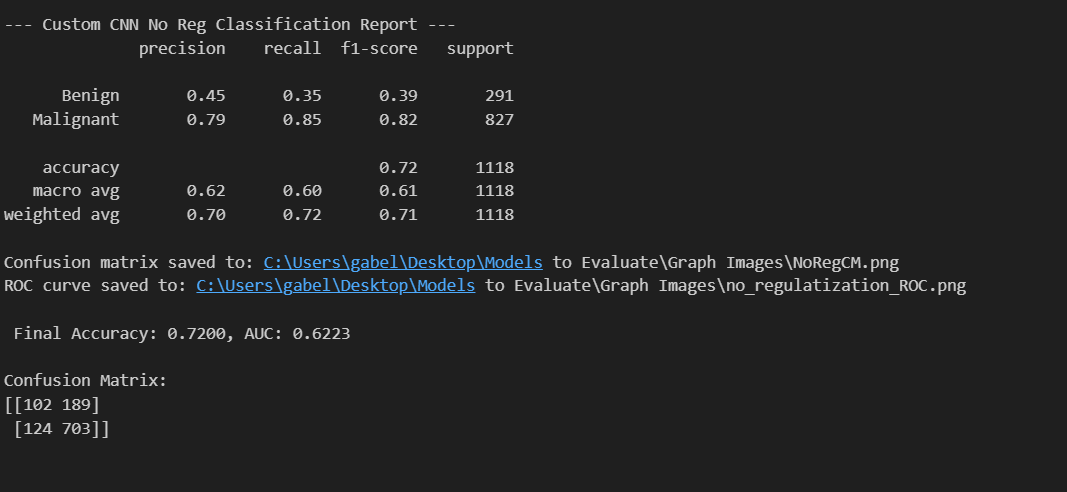 --- Custom CNN No Reg Classification Report ---
precision recall f1-score support
Benign 0.45 0.35 0.39 291
Malignant 0.79 0.85 0.82 827
accuracy 0.72 1118
macro avg 0.62 0.60 0.61 1118
weighted avg 0.70 0.72 0.71 1118
Confusion matrix saved to: C:\Users\gabel\Desktop\Models to Evaluate\Graph Images\NoRegCM.png
ROC curve saved to: C:\Users\gabel\Desktop\Models to Evaluate\Graph Images\no_regulatization_ROC.png
Final Accuracy: 0.7200, AUC: 0.6223
Confusion Matrix:
[[102 189]
[124 703]]